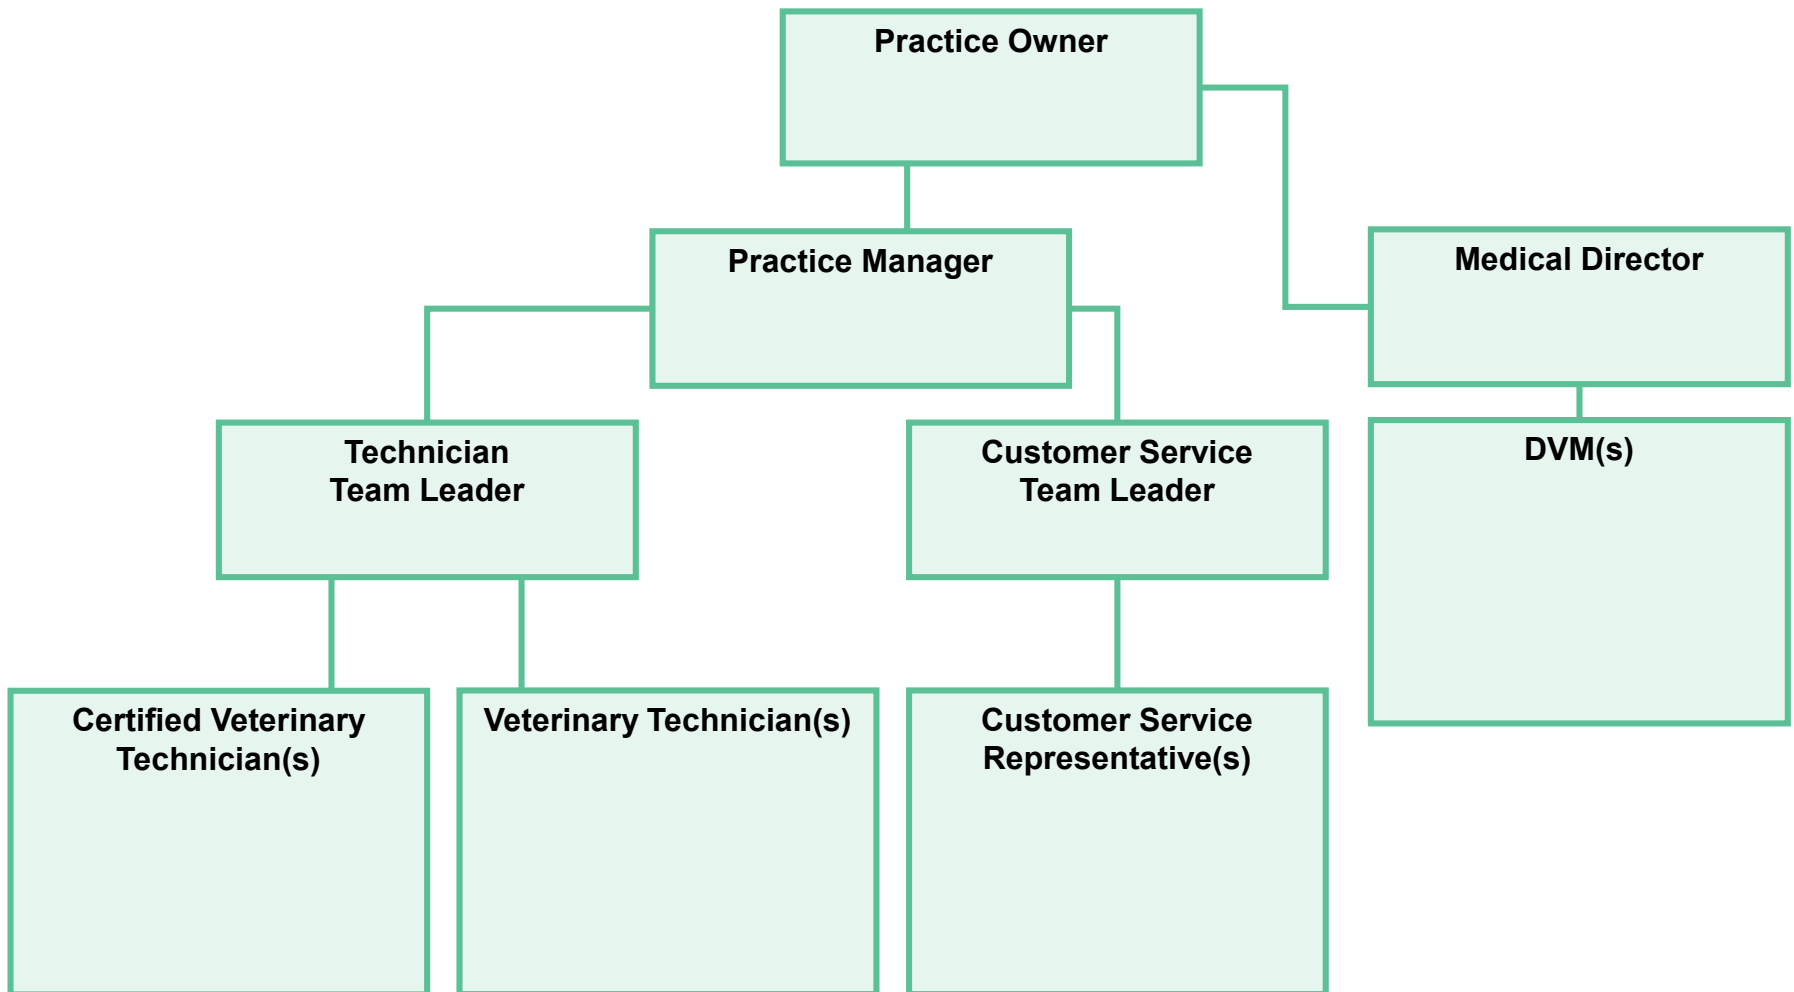 Practice Owner
Practice Manager
Medical Director
Technician
Team Leader
Customer Service
Team Leader
DVM(s)
Certified Veterinary
Technician(s)
Veterinary Technician(s)
Customer Service
Representative(s)